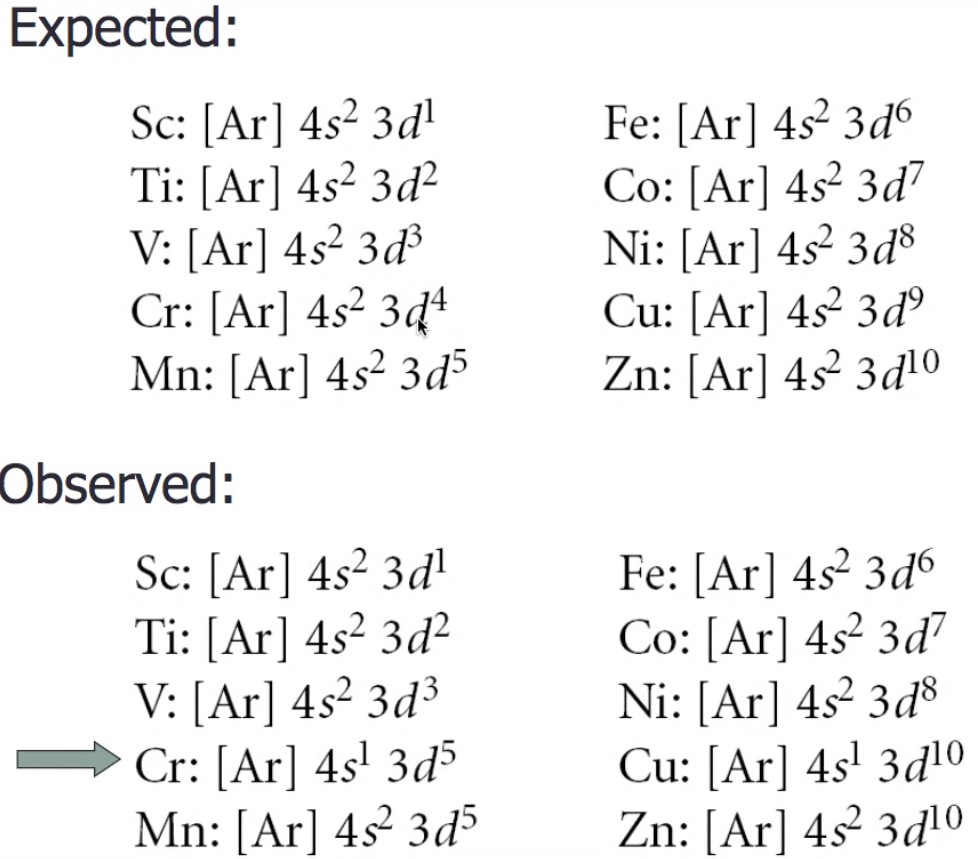 Expected:
Sc: [Ar] 4s² 3d¹
Ti: [Ar] 4s² 3d²
V: [Ar] 4s² 3d³
Cr: [Ar] 4s² 3d⁴
Mn: [Ar] 4s² 3d⁵
Fe: [Ar] 4s² 3d⁶
Co: [Ar] 4s² 3d⁷
Ni: [Ar] 4s² 3d⁸
Cu: [Ar] 4s² 3d⁹
Zn: [Ar] 4s² 3d¹⁰
Observed:
Sc: [Ar] 4s² 3d¹
Ti: [Ar] 4s² 3d²
V: [Ar] 4s² 3d³
Cr: [Ar] 4s¹ 3d⁵
Mn: [Ar] 4s² 3d⁵
Fe: [Ar] 4s² 3d⁶
Co: [Ar] 4s² 3d⁷
Ni: [Ar] 4s² 3d⁸
Cu: [Ar] 4s¹ 3d¹⁰
Zn: [Ar] 4s² 3d¹⁰